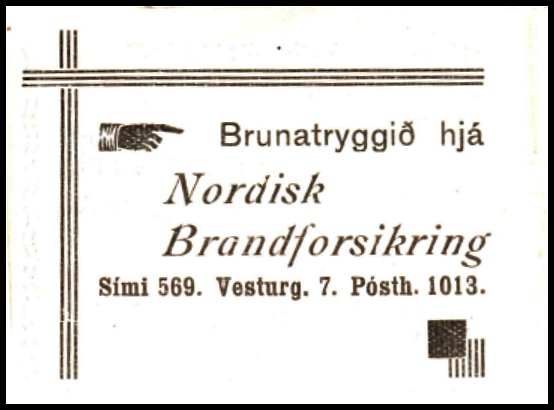 Brunatryggið hjá
Nordisk
Brandforsikring
Sími 569. Vesturg. 7. Pósth. 1013.